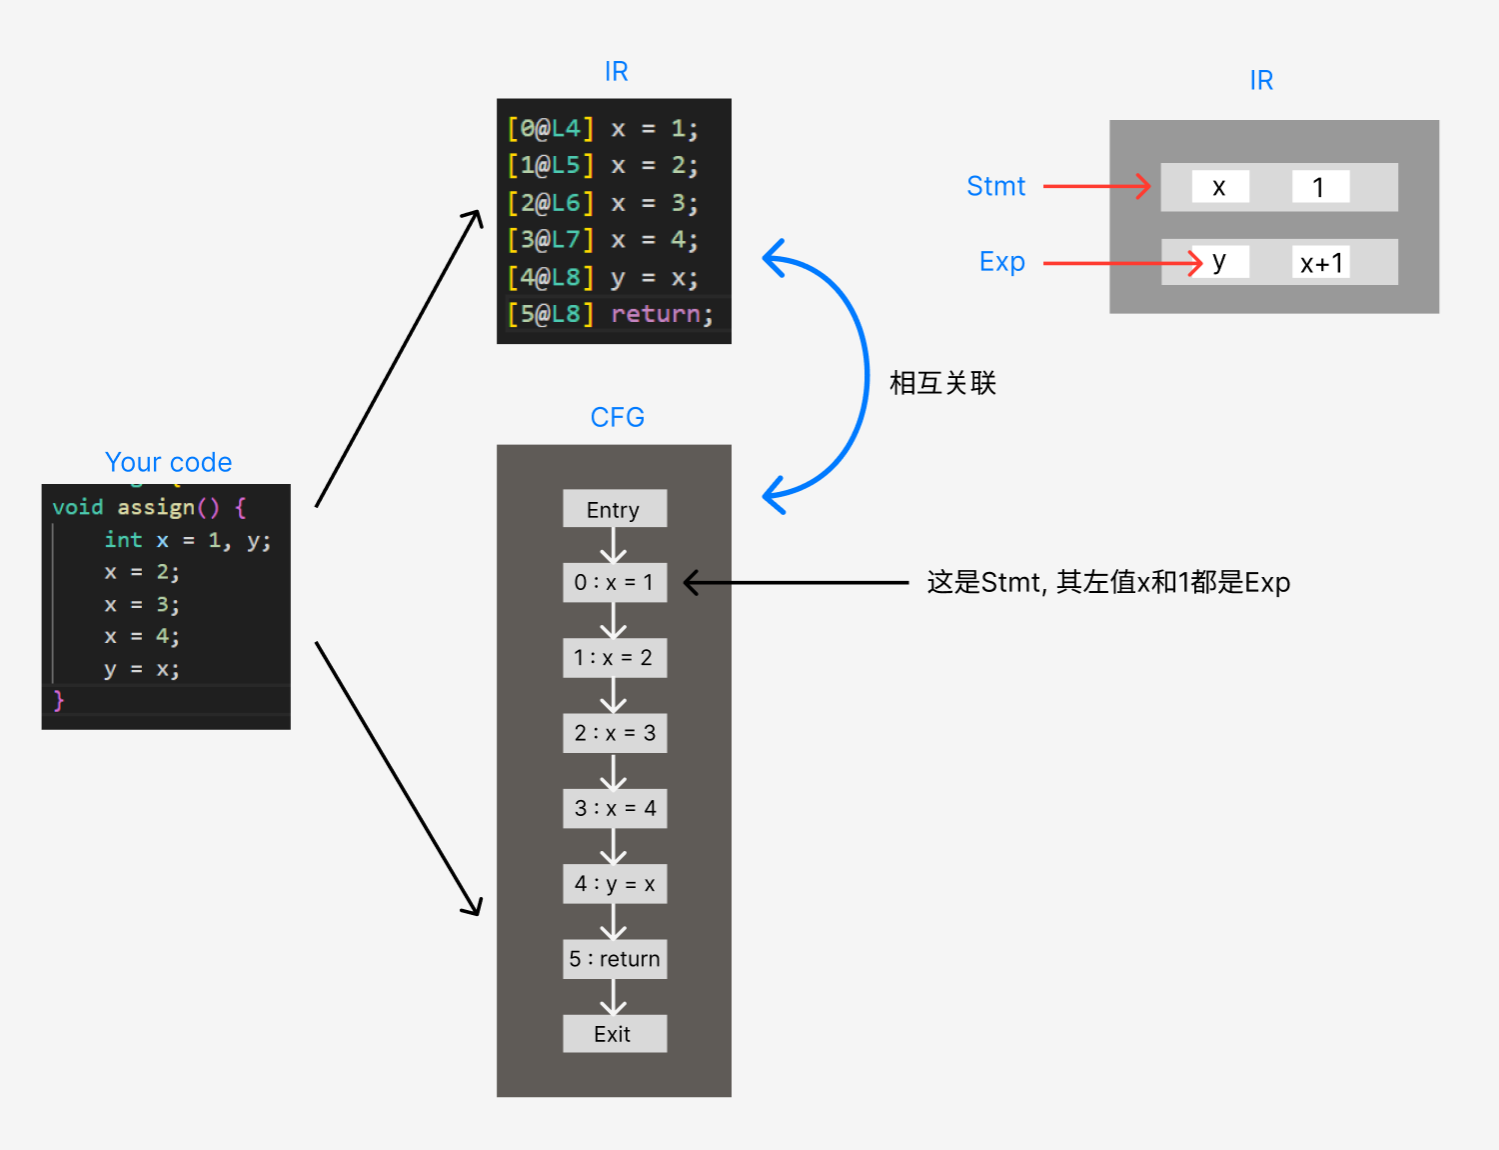 IR
[0@L4] x = 1;
[1@L5] x = 2;
[2@L6] x = 3;
[3@L7] x = 4;
[4@L8] y = x;
[5@L8] return;
IR
Stmt
x
1
Exp
y
x+1
相互关联
Your code
void assign() {
int x = 1, y;
x = 2;
x = 3;
x = 4;
y = x;
}
CFG
Entry
0 : x = 1
1 : x = 2
2 : x = 3
3 : x = 4
4 : y = x
5 : return
Exit
这是Stmt, 其左值x和1都是Exp